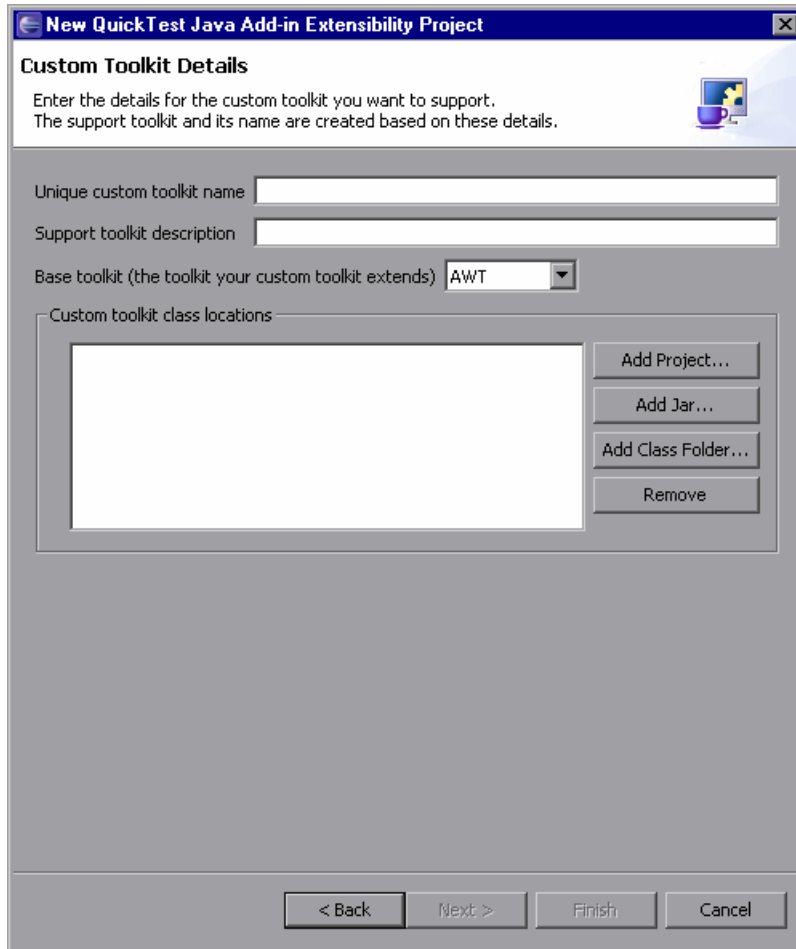 New QuickTest Java Add-in Extensibility Project
Custom Toolkit Details
Enter the details for the custom toolkit you want to support.
The support toolkit and its name are created based on these details.
Unique custom toolkit name
Support toolkit description
Base toolkit (the toolkit your custom toolkit extends) AWT
Custom toolkit class locations
Add Project...
Add Jar...
Add Class Folder...
Remove
< Back Next > Finish Cancel